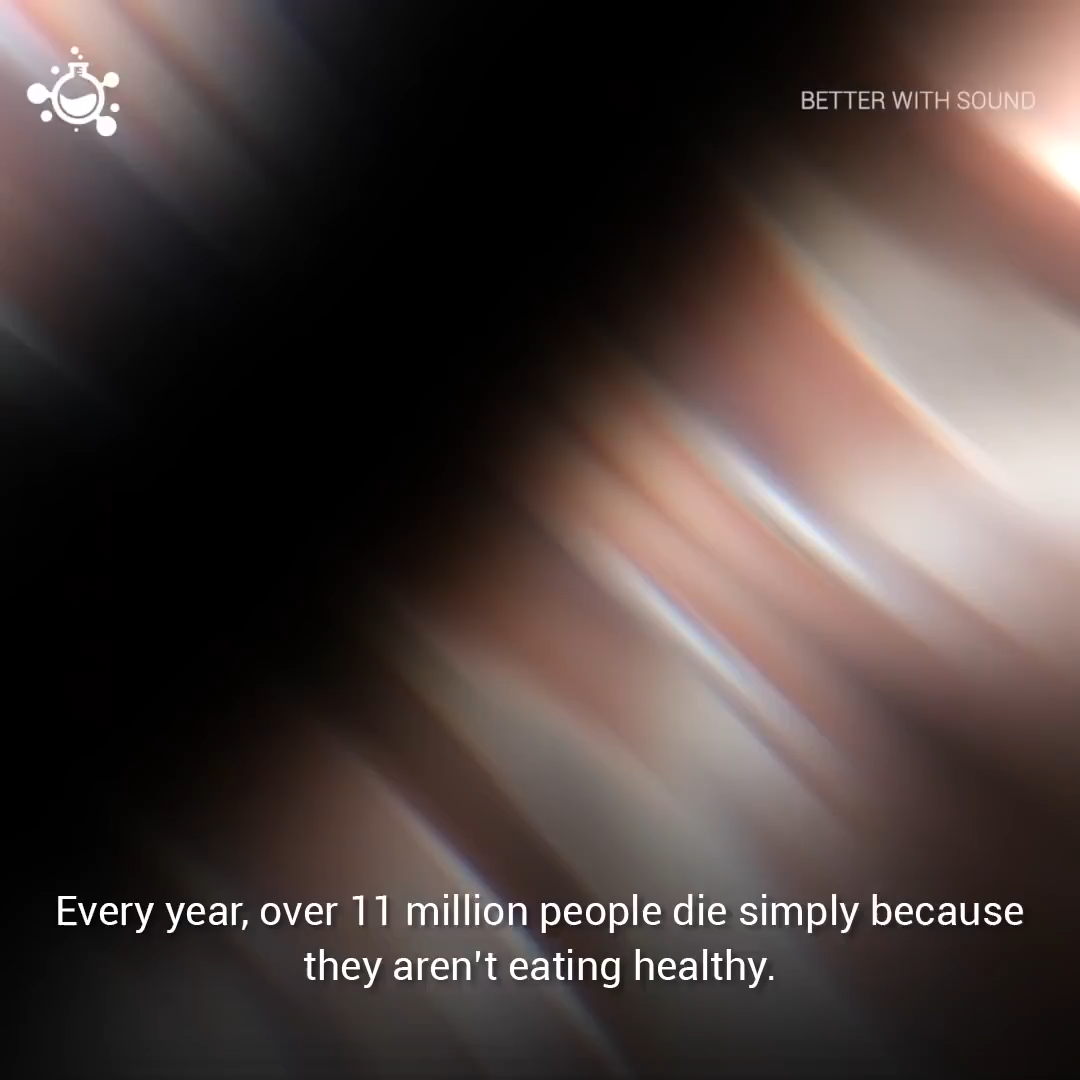 BETTER WITH SOUND
Every year, over 11 million people die simply because
they aren't eating healthy.